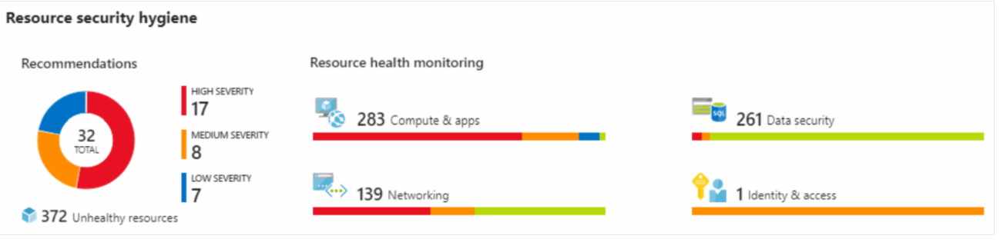 Resource security hygiene
Recommendations
32
TOTAL
HIGH SEVERITY
17
MEDIUM SEVERITY
8
LOW SEVERITY
7
372 Unhealthy resources
Resource health monitoring
283 Compute & apps
SQL
261 Data security
139 Networking
1 Identity & access